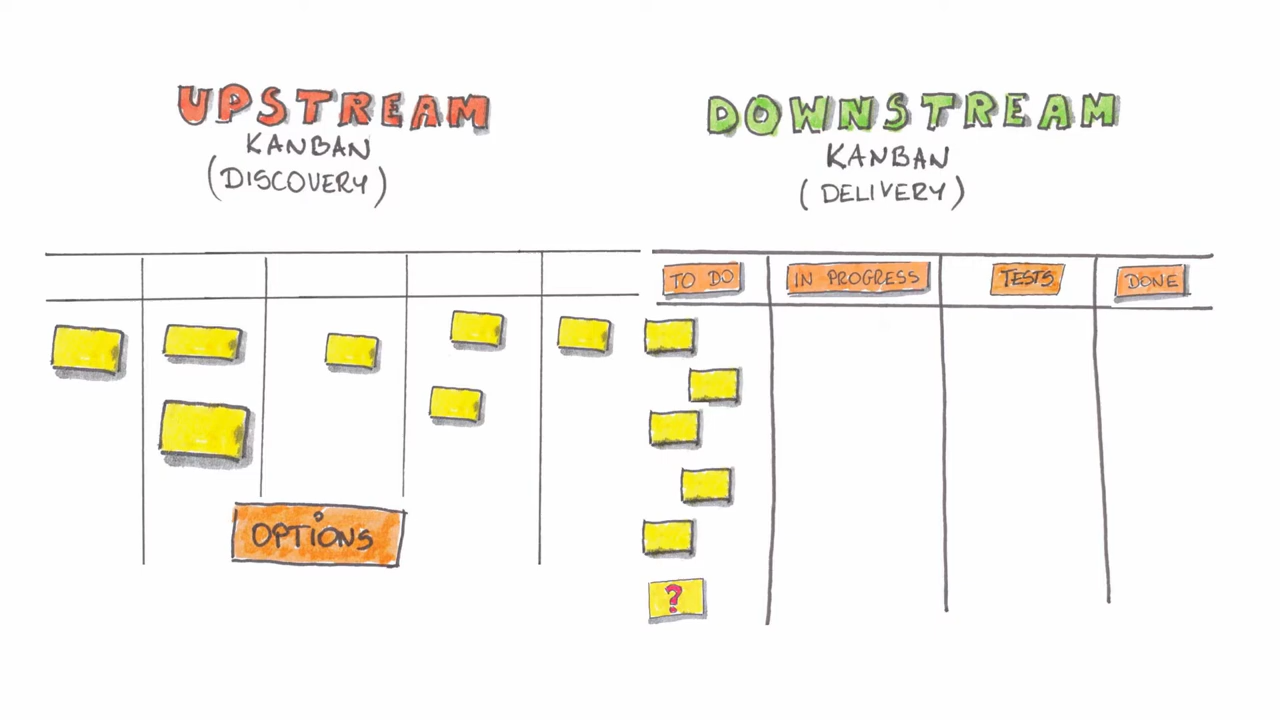 UPSTREAM
KANBAN
(DISCOVERY)
DOWNSTREAM
KANBAN
(DELIVERY)
TO DO
IN PROGRESS
TESTS
DONE
OPTIONS
?